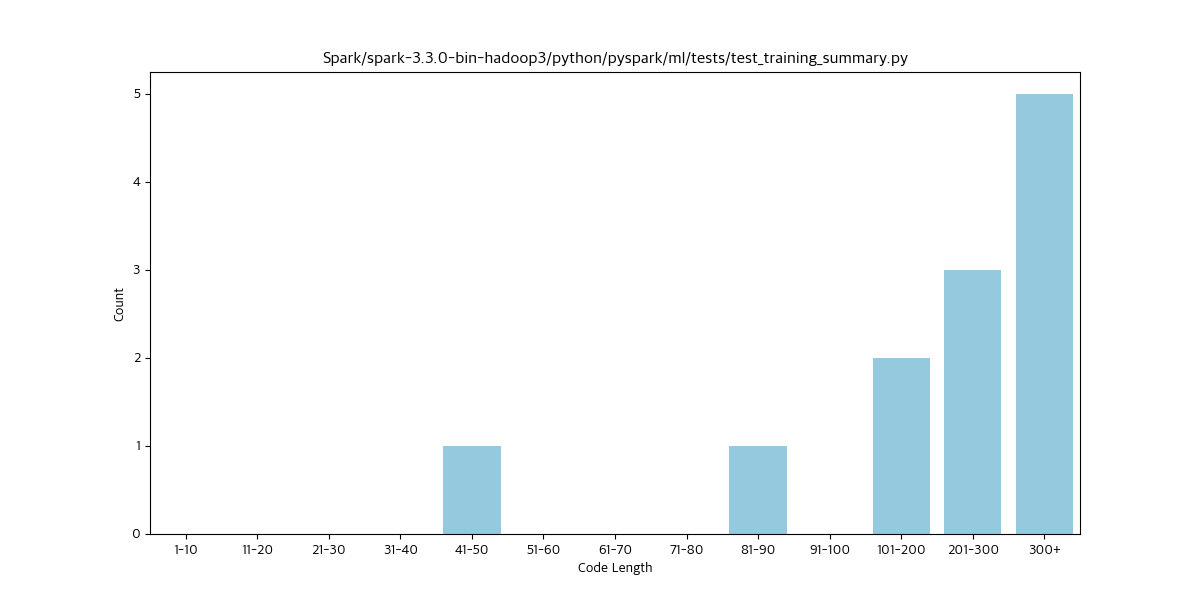 Spark/spark-3.3.0-bin-hadoop3/python/pyspark/ml/tests/test_training_summary.py
5
4
3
2
1
0
Count
1-10 11-20 21-30 31-40 41-50 51-60 61-70 71-80 81-90 91-100 101-200 201-300 300+
Code Length